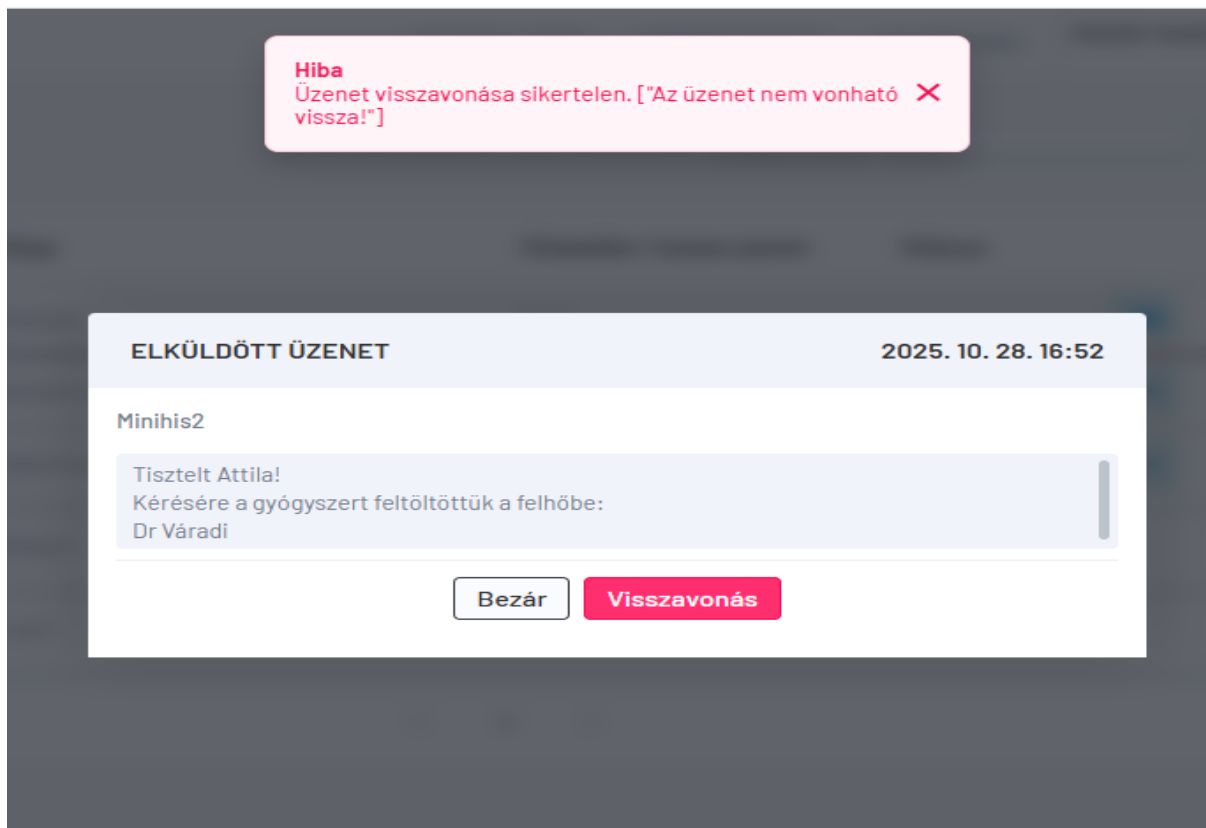 Hiba
Üzenet visszavonása sikertelen. ["Az üzenet nem vonható
vissza!"]
ELKÜLDÖTT ÜZENET
2025. 10. 28. 16:52
Minihis2
Tisztelt Attila!
Kérésére a gyógyszert feltöltöttük a felhőbe:
Dr Váradi
Bezár
Visszavonás